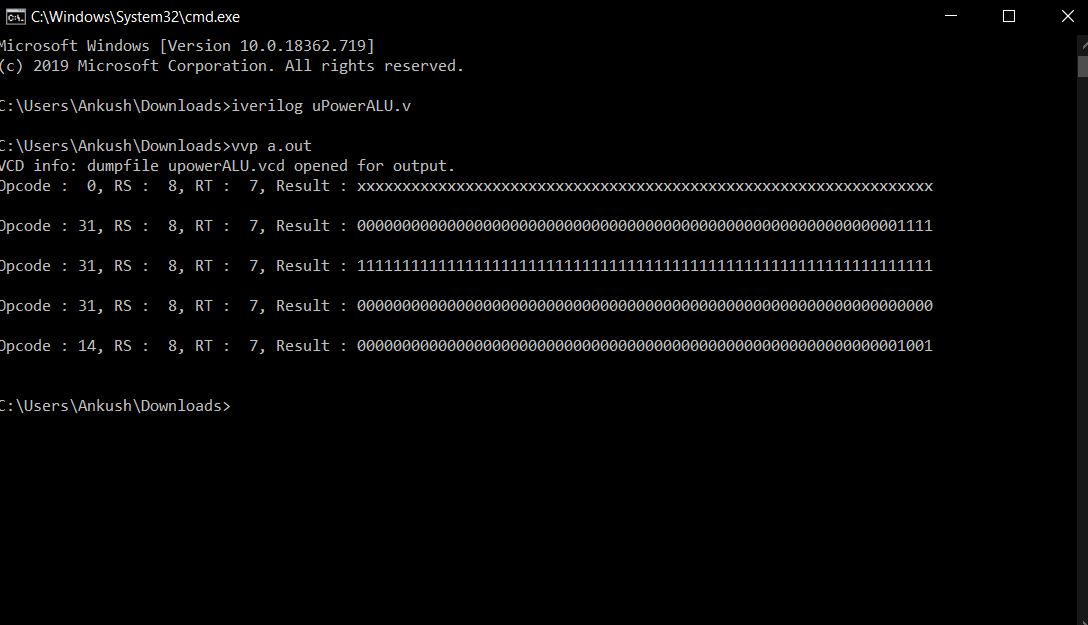 C:\Windows\System32\cmd.exe
Microsoft Windows [Version 10.0.18362.719]
(c) 2019 Microsoft Corporation. All rights reserved.
C:\Users\Ankush\Downloads>iverilog uPowerALU.v
C:\Users\Ankush\Downloads>vvp a.out
VCD info: dumpfile upowerALU.vcd opened for output.
Opcode :  0, RS :  8, RT :  7, Result : xxxxxxxxxxxxxxxxxxxxxxxxxxxxxxxxxxxxxxxxxxxxxxxxxxxxxxxxxxxxxxxx
Opcode : 31, RS :  8, RT :  7, Result : 0000000000000000000000000000000000000000000000000000000000001111
Opcode : 31, RS :  8, RT :  7, Result : 1111111111111111111111111111111111111111111111111111111111111111
Opcode : 31, RS :  8, RT :  7, Result : 0000000000000000000000000000000000000000000000000000000000000000
Opcode : 14, RS :  8, RT :  7, Result : 0000000000000000000000000000000000000000000000000000000000001001
C:\Users\Ankush\Downloads>